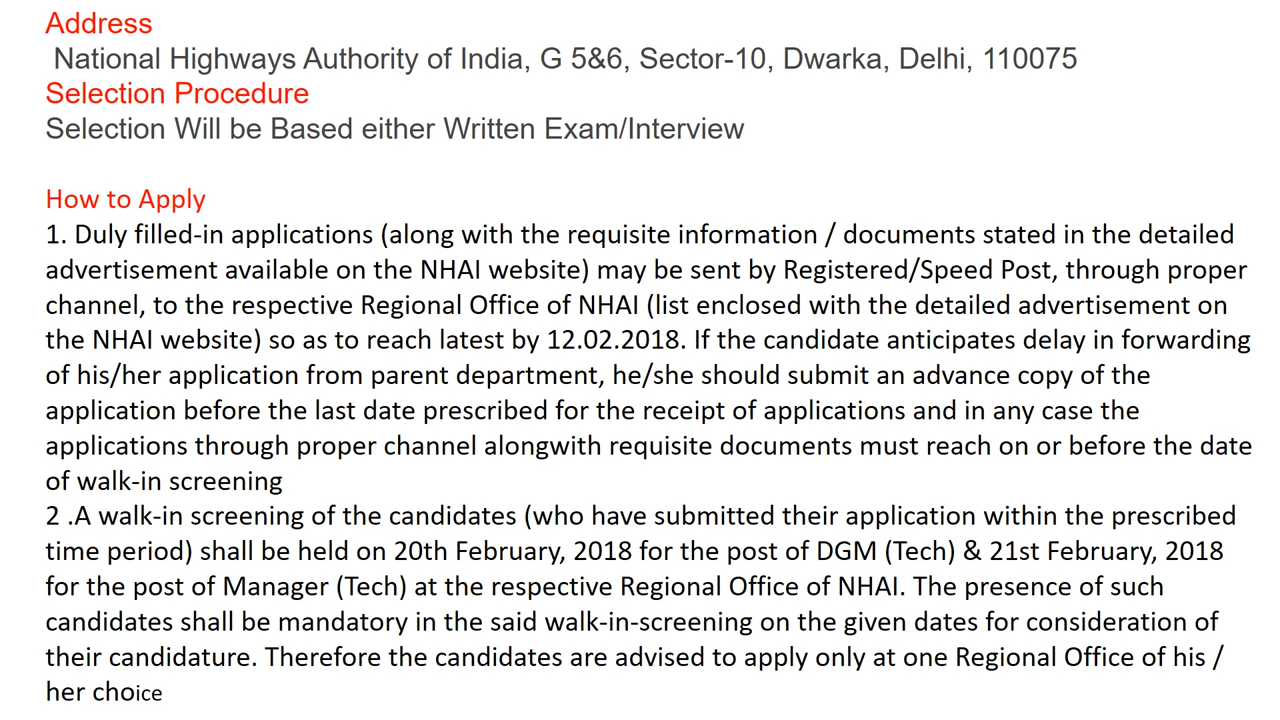 Address
National Highways Authority of India, G 5&6, Sector-10, Dwarka, Delhi, 110075
Selection Procedure
Selection Will be Based either Written Exam/Interview
How to Apply
1. Duly filled-in applications (along with the requisite information / documents stated in the detailed
advertisement available on the NHAI website) may be sent by Registered/Speed Post, through proper
channel, to the respective Regional Office of NHAI (list enclosed with the detailed advertisement on
the NHAI website) so as to reach latest by 12.02.2018. If the candidate anticipates delay in forwarding
of his/her application from parent department, he/she should submit an advance copy of the
application before the last date prescribed for the receipt of applications and in any case the
applications through proper channel alongwith requisite documents must reach on or before the date
of walk-in screening
2 .A walk-in screening of the candidates (who have submitted their application within the prescribed
time period) shall be held on 20th February, 2018 for the post of DGM (Tech) & 21st February, 2018
for the post of Manager (Tech) at the respective Regional Office of NHAI. The presence of such
candidates shall be mandatory in the said walk-in-screening on the given dates for consideration of
their candidature. Therefore the candidates are advised to apply only at one Regional Office of his /
her choice